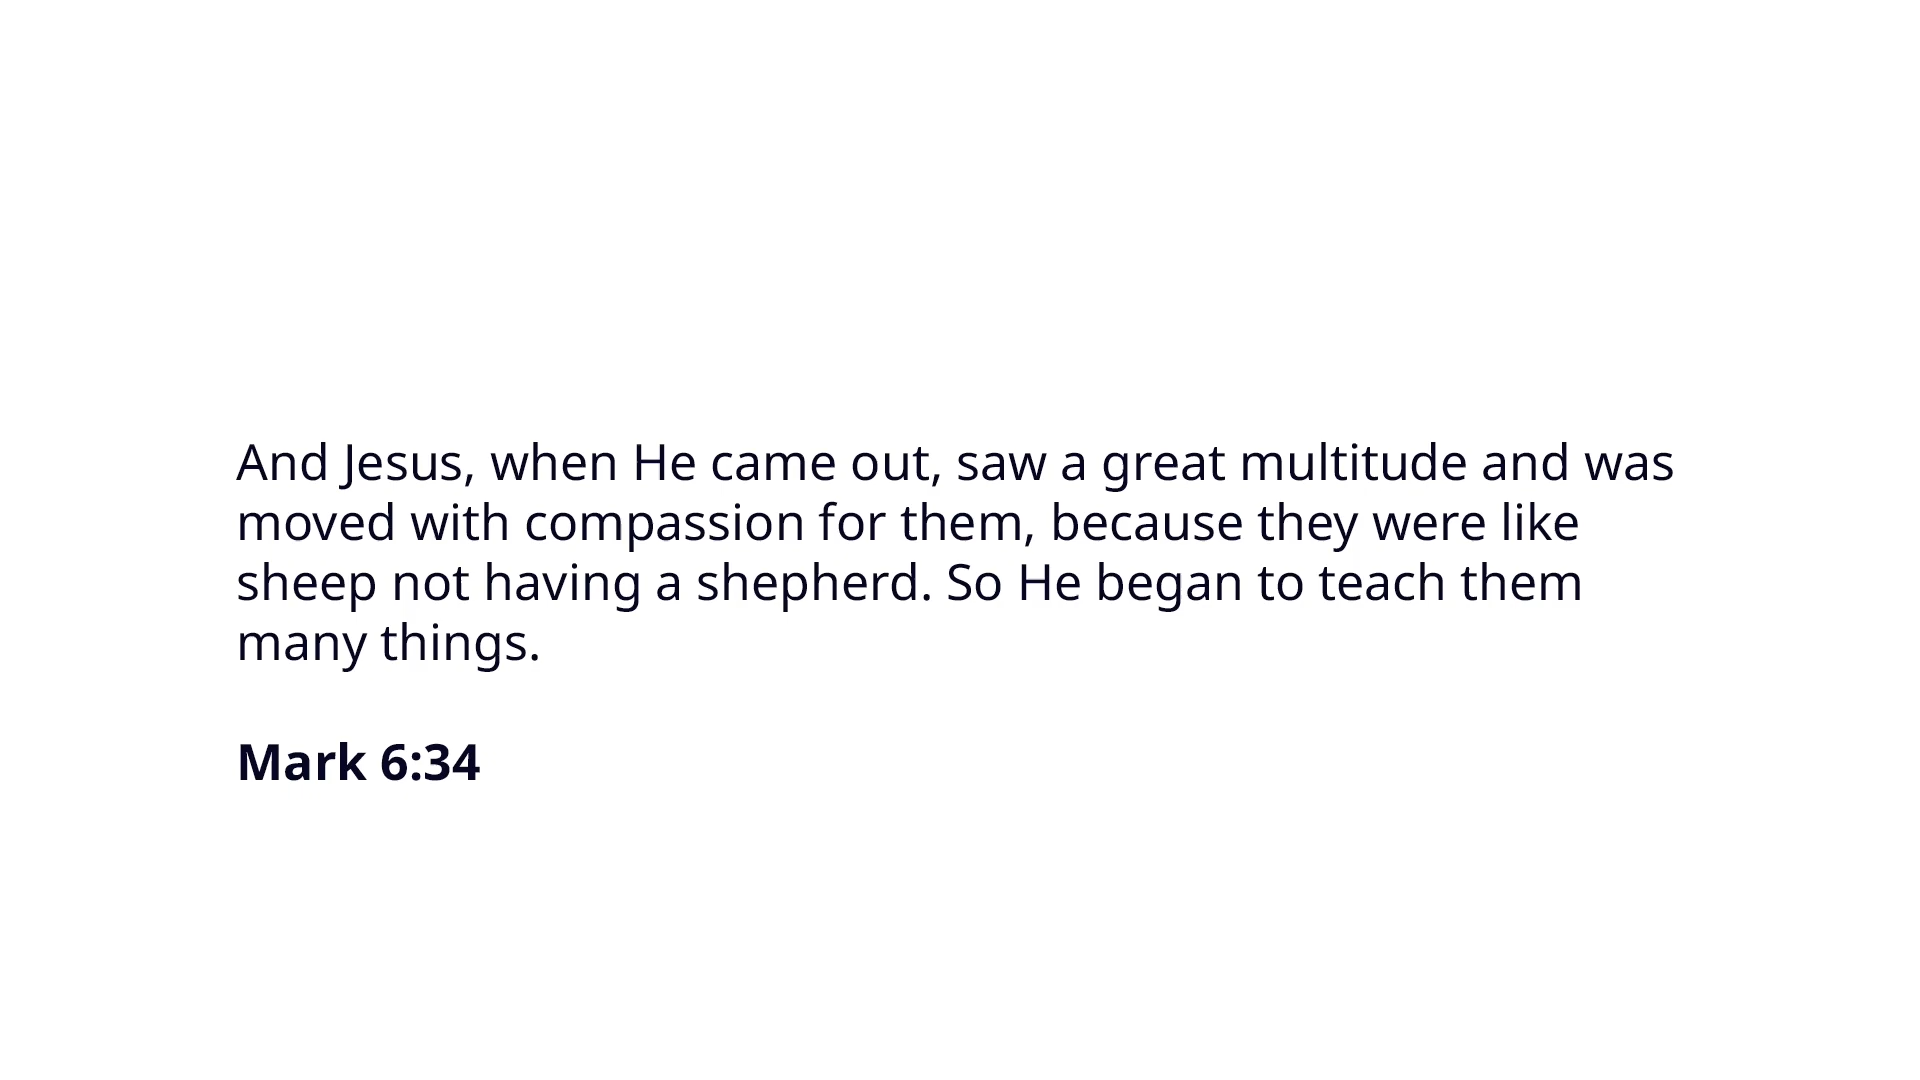 And Jesus, when He came out, saw a great multitude and was
moved with compassion for them, because they were like
sheep not having a shepherd. So He began to teach them
many things.
Mark 6:34